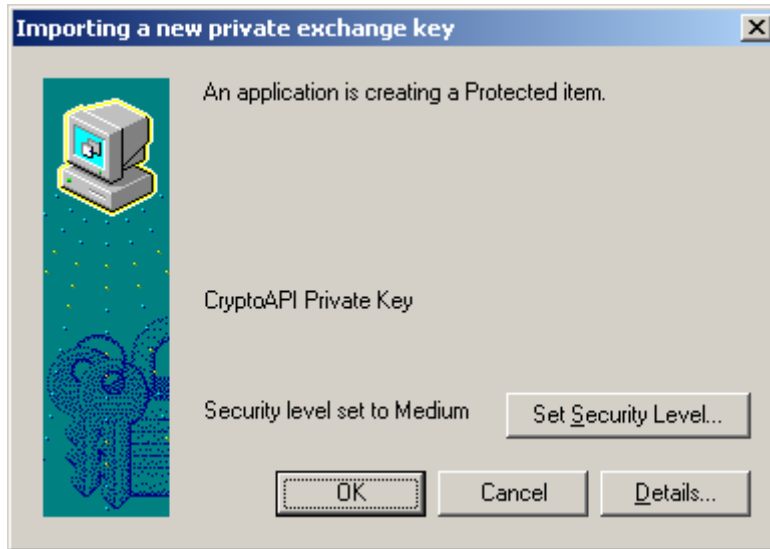 Importing a new private exchange key
An application is creating a Protected item.
CryptoAPI Private Key
Security level set to Medium
Set Security Level...
OK
Cancel
Details...